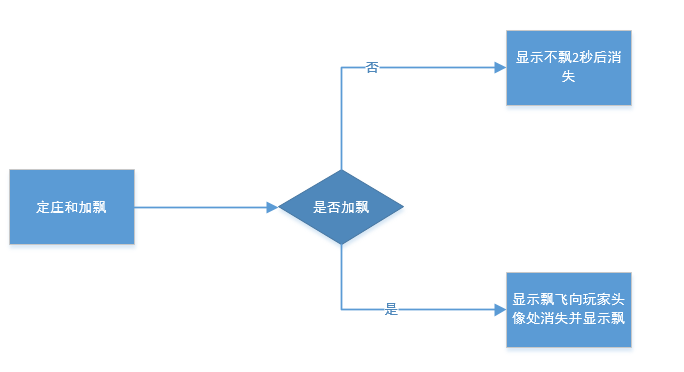 显示不飘2秒后消
失
否
定庄和加飘
是否加飘
显示飘飞向玩家头
像处消失并显示飘
是